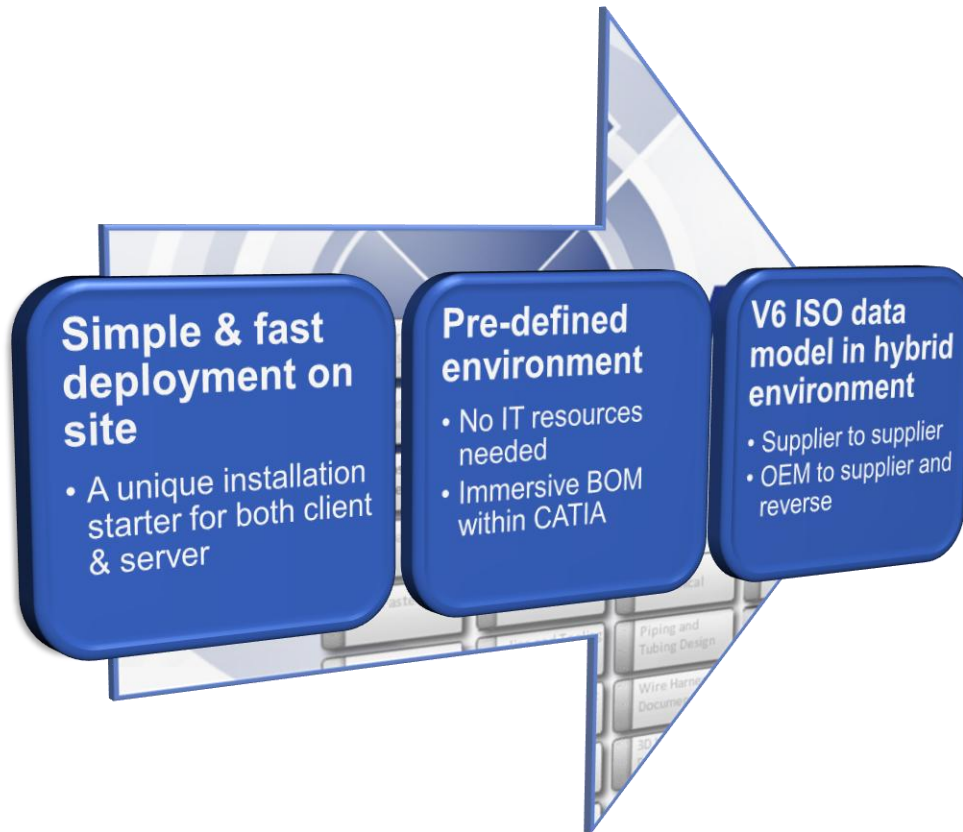 Simple & fast
deployment on
site
• A unique installation
starter for both client
& server
Pre-defined
environment
• No IT resources
needed
• Immersive BOM
within CATIA
V6 ISO data
model in hybrid
environment
• Supplier to supplier
• OEM to supplier and
reverse
Piping and
Tubing Design